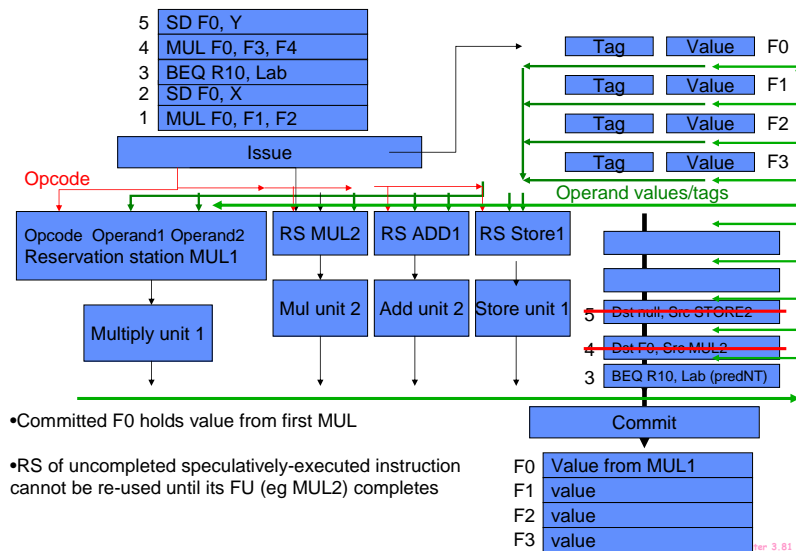 5 SD F0, Y
4 MUL F0, F3, F4
3 BEQ R10, Lab
2 SD F0, X
1 MUL F0, F1, F2
Issue
Tag Value F0
Tag Value F1
Tag Value F2
Tag Value F3
Opcode
Operand values/tags
Opcode Operand1 Operand2
Reservation station MUL1
RS MUL2
RS ADD1
RS Store1
Multiply unit 1
Mul unit 2
Add unit 2
Store unit 1
5 Dst null, Src STORE2
4 Dst F0, Src MUL2
3 BEQ R10, Lab (predNT)
Commit
•Committed F0 holds value from first MUL
•RS of uncompleted speculatively-executed instruction
cannot be re-used until its FU (eg MUL2) completes
F0 Value from MUL1
F1 value
F2 value
F3 value
3.81